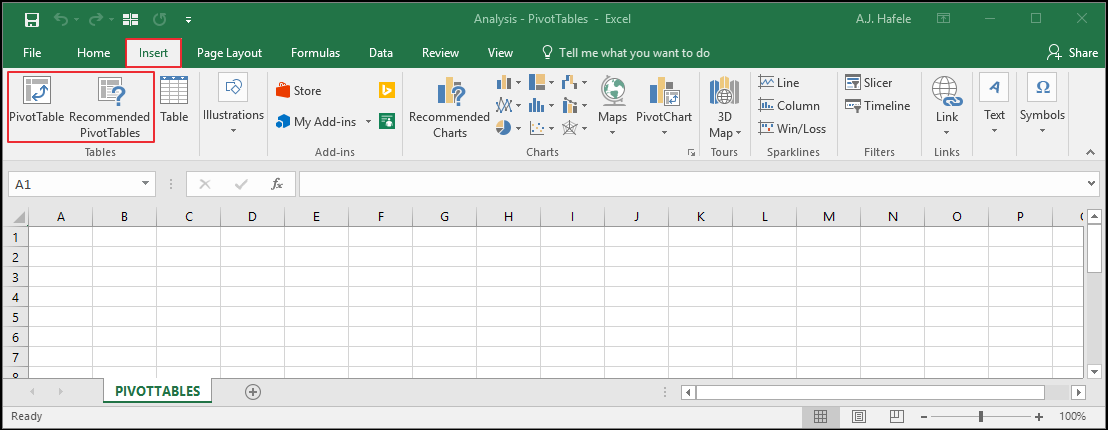 Analysis - PivotTables - Excel
A.J. Hafele
File Home Insert Page Layout Formulas Data Review View Tell me what you want to do Share
PivotTable
Recommended
PivotTables
Table
Tables
Illustrations
Store
My Add-ins
Add-ins
Recommended
Charts
Maps
PivotChart
Charts
3D
Map
Tours
Line
Column
Win/Loss
Sparklines
Slicer
Timeline
Filters
Link
Links
Text
Symbols
A1
fx
A B C D E F G H I J K L M N O P
1
2
3
4
5
6
7
8
PIVOTTABLES
Ready
100%